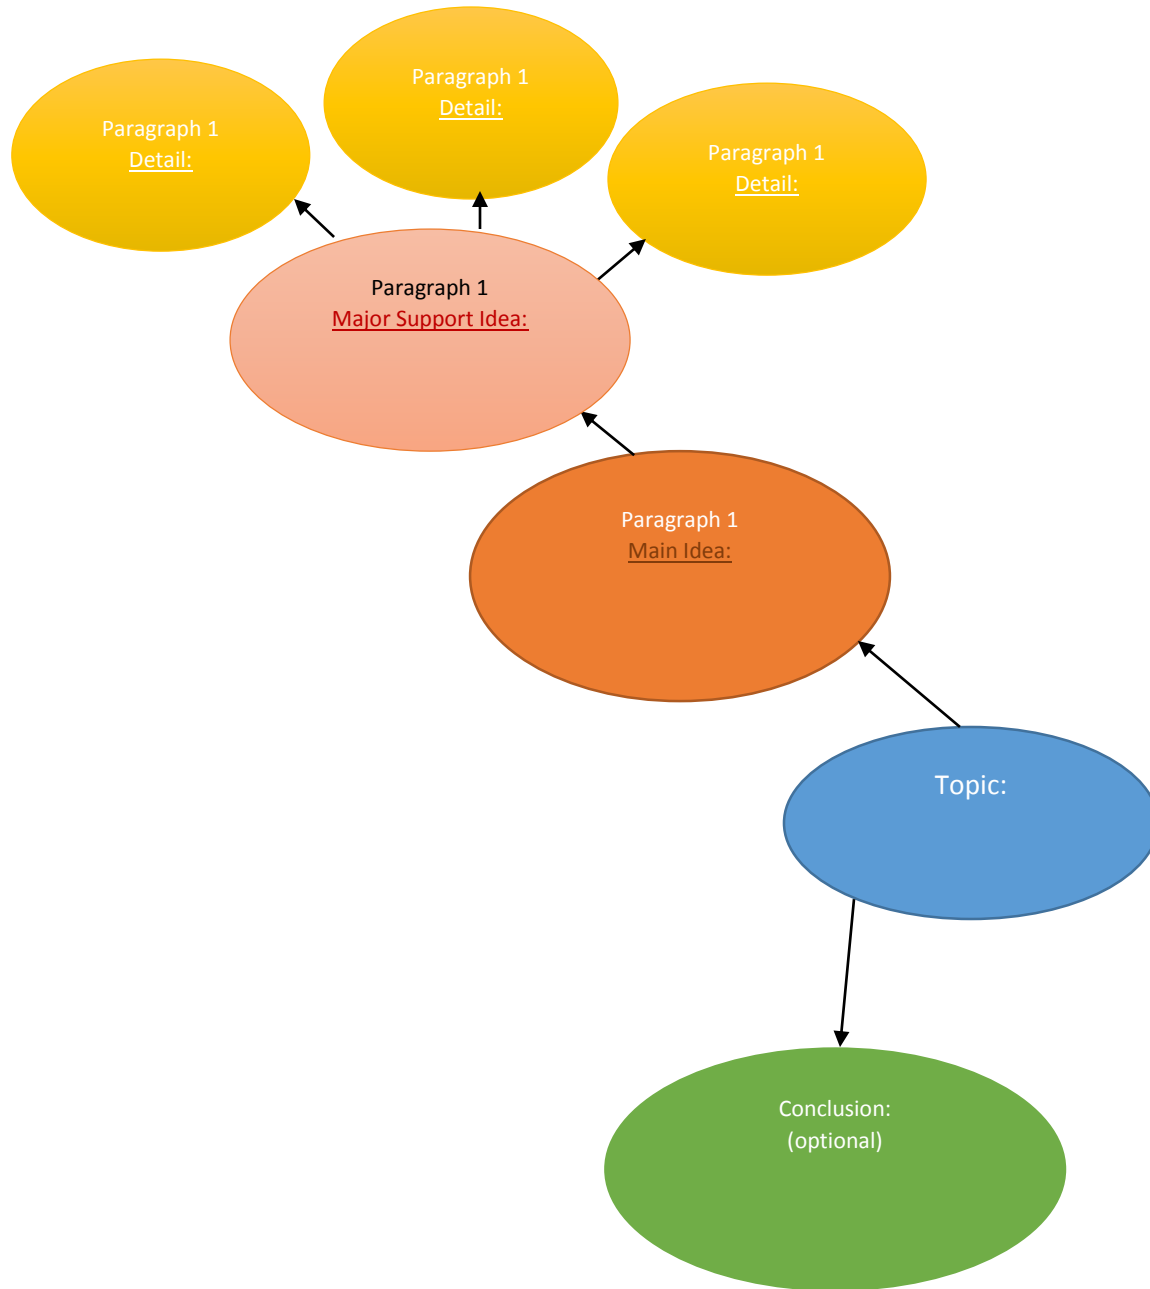 Paragraph 1
Detail:
Paragraph 1
Detail:
Paragraph 1
Detail:
Paragraph 1
Major Support Idea:
Paragraph 1
Main Idea:
Topic:
Conclusion:
(optional)